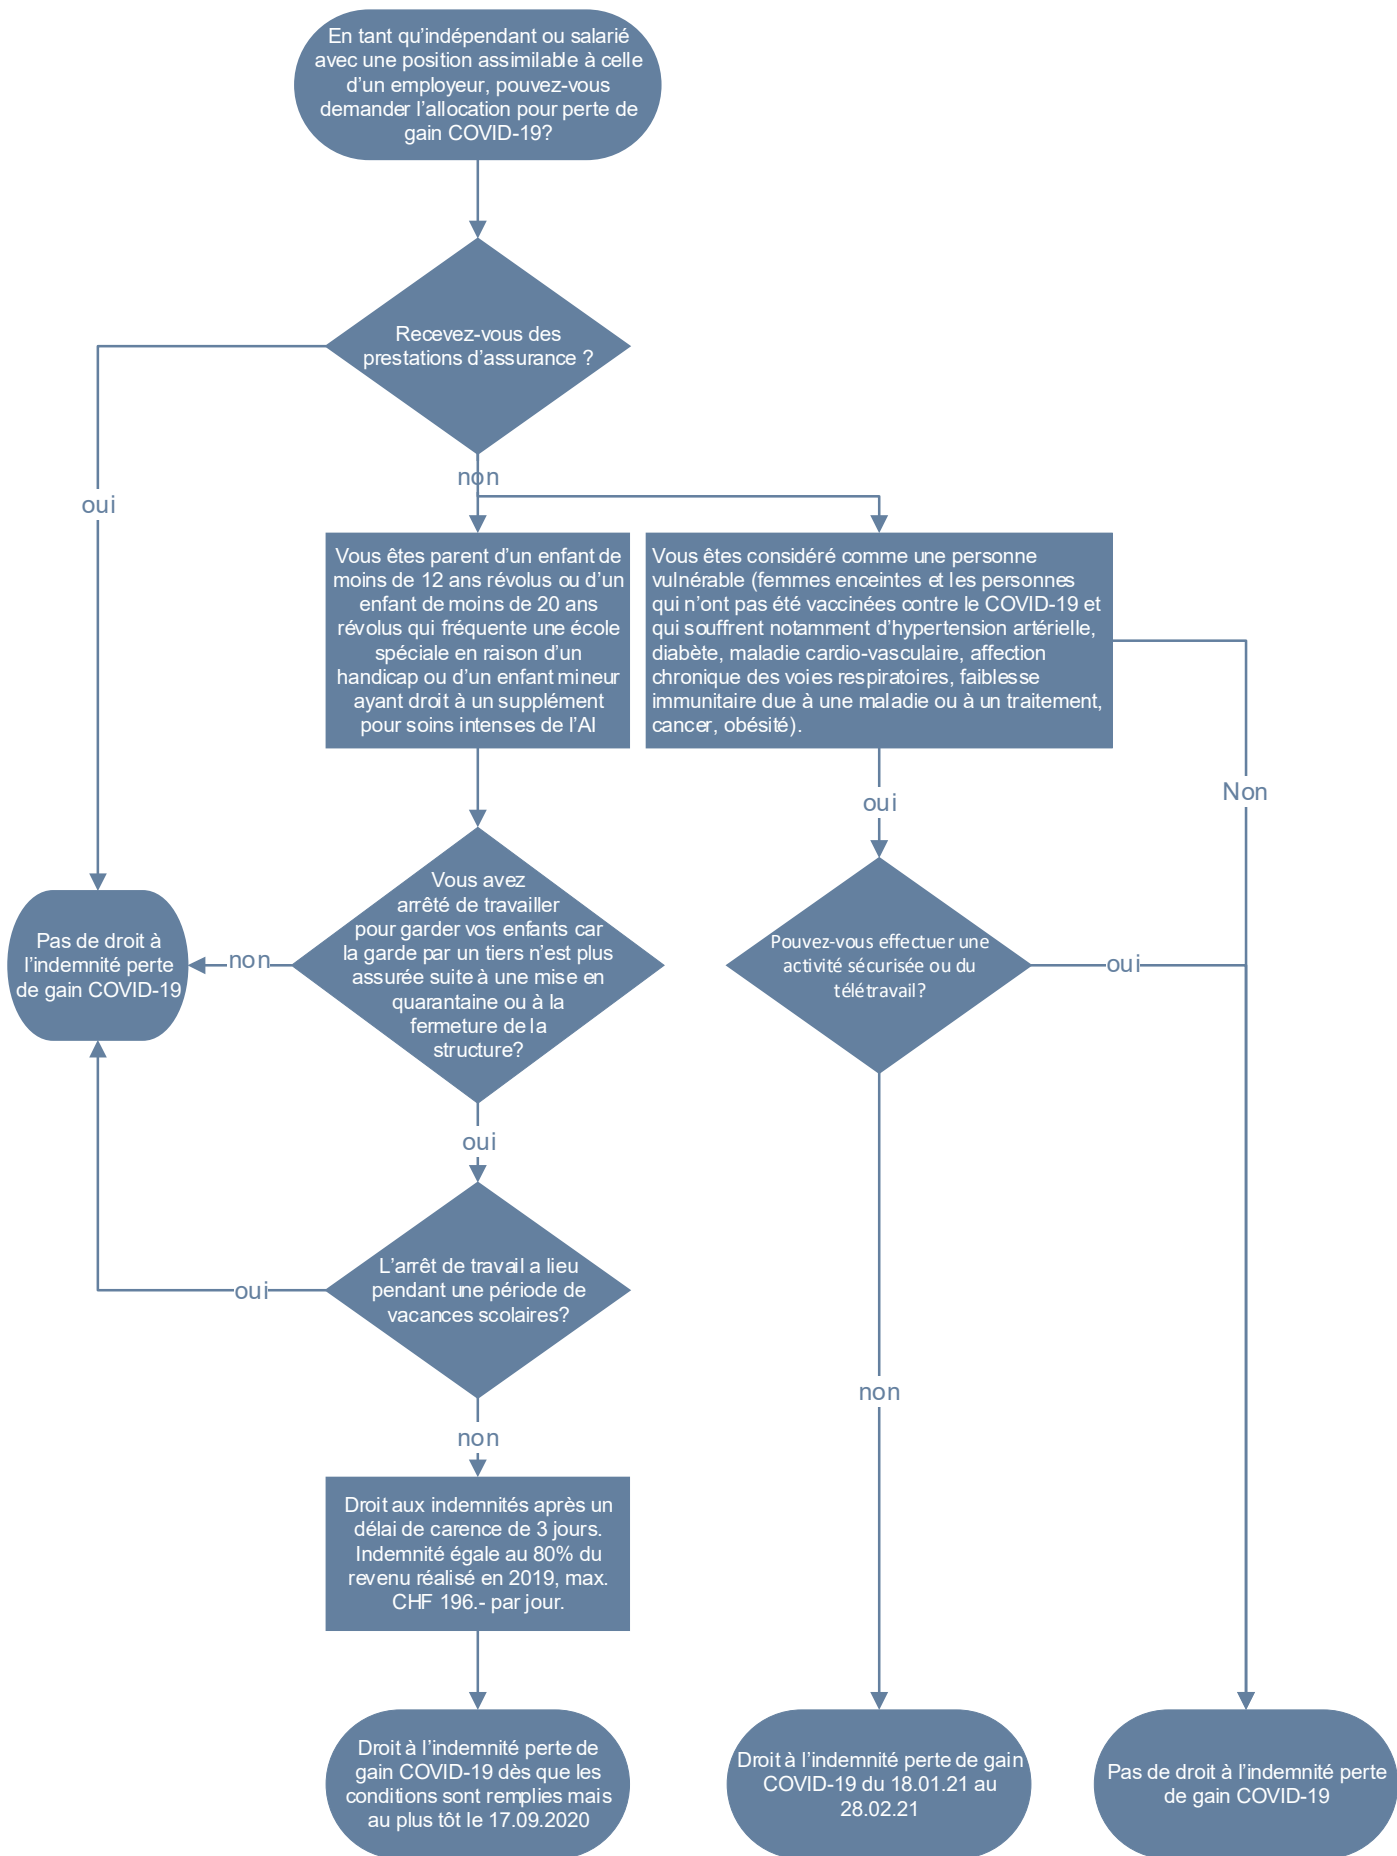 En tant qu’indépendant ou salarié
avec une position assimilable à celle
d’un employeur, pouvez-vous
demander l’allocation pour perte de
gain COVID-19?
Recevez-vous des
prestations d’assurance ?
oui
non
Vous êtes parent d’un enfant de
moins de 12 ans révolus ou d’un
enfant de moins de 20 ans
révolus qui fréquente une école
spéciale en raison d’un
handicap ou d’un enfant mineur
ayant droit à un supplément
pour soins intenses de l’AI
Vous êtes considéré comme une personne
vulnérable (femmes enceintes et les personnes
qui n’ont pas été vaccinées contre le COVID-19 et
qui souffrent notamment d’hypertension artérielle,
diabète, maladie cardio-vasculaire, affection
chronique des voies respiratoires, faiblesse
immunitaire due à une maladie ou à un traitement,
cancer, obésité).
oui
Non
Pas de droit à
l’indemnité perte
de gain COVID-19
non
Vous avez
arrêté de travailler
pour garder vos enfants car
la garde par un tiers n’est plus
assurée suite à une mise en
quarantaine ou à la
fermeture de la
structure?
Pouvez-vous effectuer une
activité sécurisée ou du
télétravail?
oui
oui
L’arrêt de travail a lieu
pendant une période de
vacances scolaires?
oui
non
non
Droit aux indemnités après un
délai de carence de 3 jours.
Indemnité égale au 80% du
revenu réalisé en 2019, max.
CHF 196.- par jour.
Droit à l’indemnité perte de
gain COVID-19 dès que les
conditions sont remplies mais
au plus tôt le 17.09.2020
Droit à l’indemnité perte de gain
COVID-19 du 18.01.21 au
28.02.21
Pas de droit à l’indemnité perte
de gain COVID-19